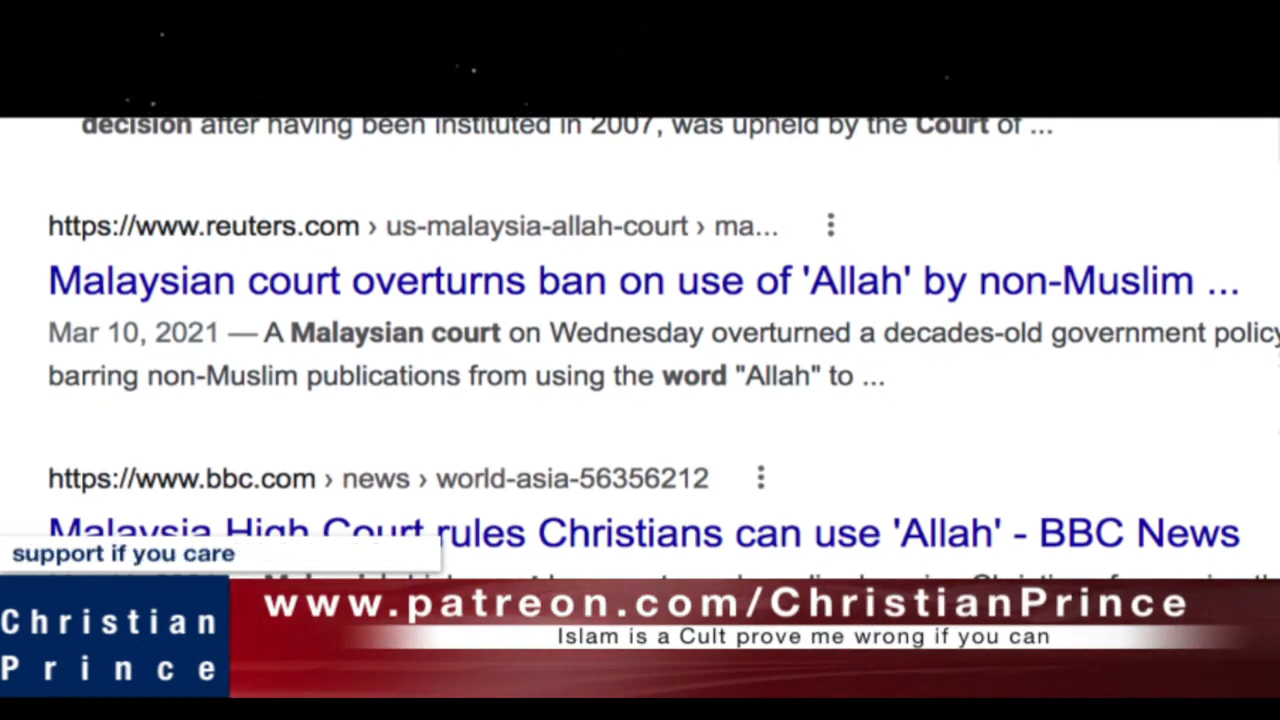 decision after having been instituted in 2007, was upheld by the Court of ...
https://www.reuters.com › us-malaysia-allah-court › ma...
Malaysian court overturns ban on use of 'Allah' by non-Muslim ...
Mar 10, 2021 — A Malaysian court on Wednesday overturned a decades-old government policy
barring non-Muslim publications from using the word "Allah" to ...
https://www.bbc.com › news › world-asia-56356212
Malaysia High Court rules Christians can use 'Allah' - BBC News
support if you care
Christian
Prince
www.patreon.com/ChristianPrince
Islam is a Cult prove me wrong if you can